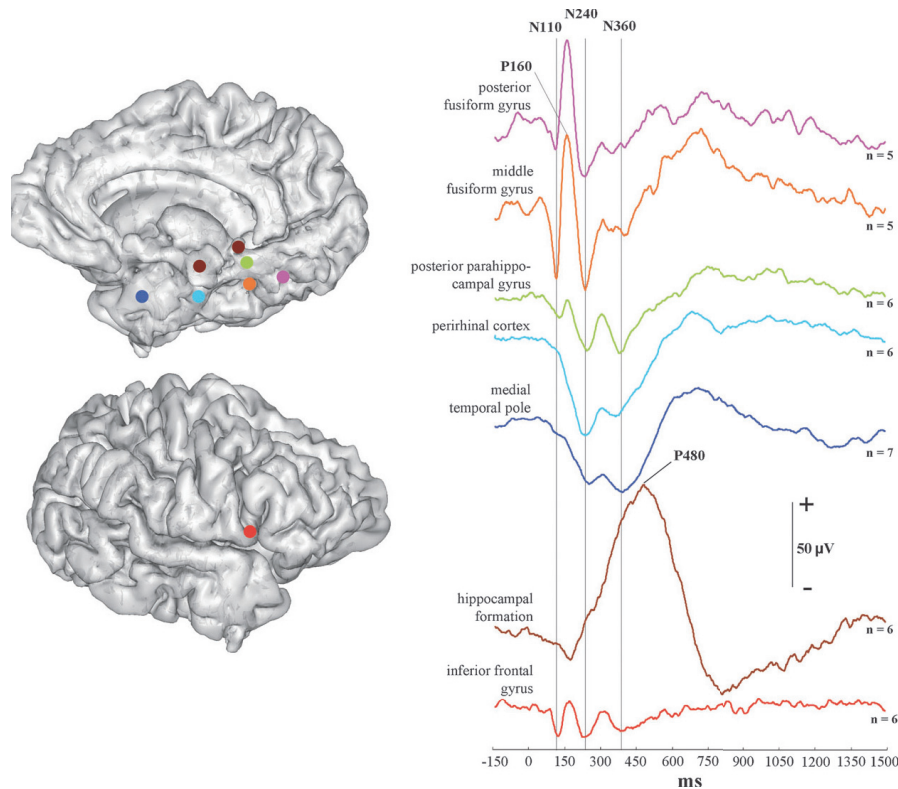 N240
N110
N360
P160
posterior
fusiform gyrus
n = 5
middle
fusiform gyrus
n = 5
posterior parahippo-
campal gyrus
n = 6
perirhinal cortex
n = 6
medial
temporal pole
n = 7
P480
+
50 µV
-
hippocampal
formation
n = 6
inferior frontal
gyrus
n = 6
-150 0 150 300 450 600 750 900 1050 1200 1350 1500
ms